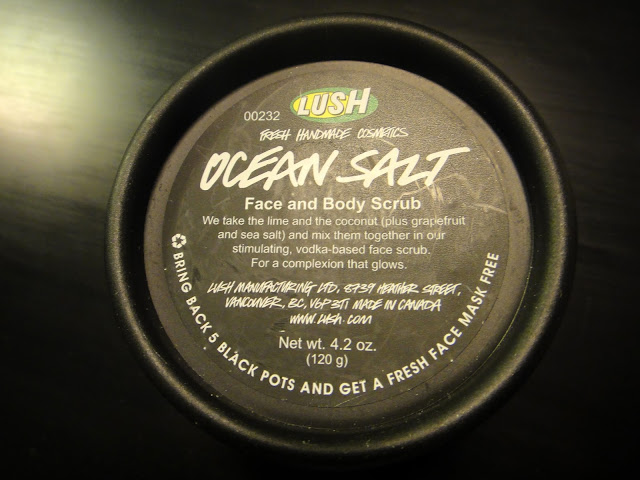 00232
LUSH
FRESH HANDMADE COSMETICS
OCEAN SALT
Face and Body Scrub
We take the lime and the coconut (plus grapefruit
and sea salt) and mix them together in our
stimulating, vodka-based face scrub.
For a complexion that glows.
LUSH MANUFACTURING LTD, 8739 HEATHER STREET,
VANCOUVER, BC, V6P3T1 MADE IN CANADA
www.LUSH.COM
Net wt. 4.2 oz.
(120 g)
BRING BACK 5 BLACK POTS AND GET A FRESH FACE MASK FREE